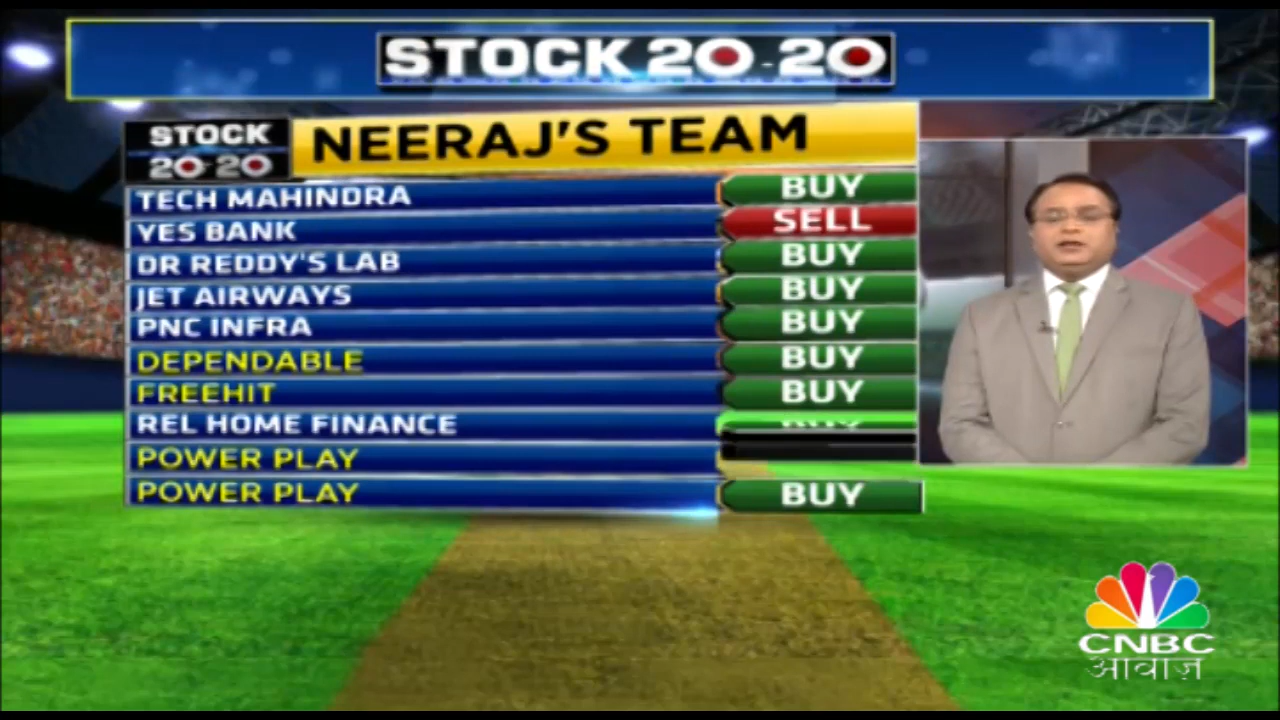 STOCK 20-20
STOCK
20-20
NEERAJ'S TEAM
TECH MAHINDRA BUY
YES BANK SELL
DR REDDY'S LAB BUY
JET AIRWAYS BUY
PNC INFRA BUY
DEPENDABLE BUY
FREEHIT BUY
REL HOME FINANCE
POWER PLAY
POWER PLAY BUY
CNBC
आवाज़